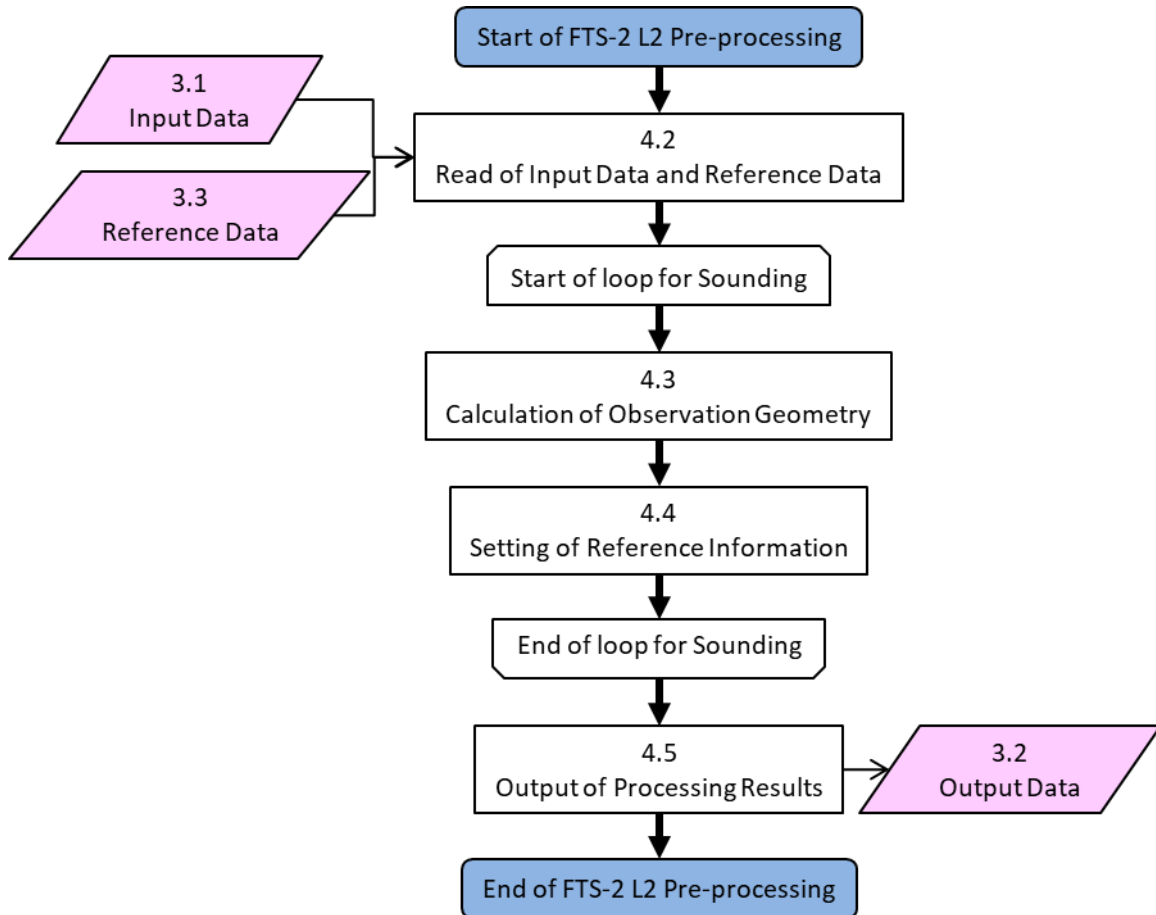 Start of FTS-2 L2 Pre-processing
3.1
Input Data
4.2
Read of Input Data and Reference Data
3.3
Reference Data
Start of loop for Sounding
4.3
Calculation of Observation Geometry
4.4
Setting of Reference Information
End of loop for Sounding
4.5
Output of Processing Results
3.2
Output Data
End of FTS-2 L2 Pre-processing